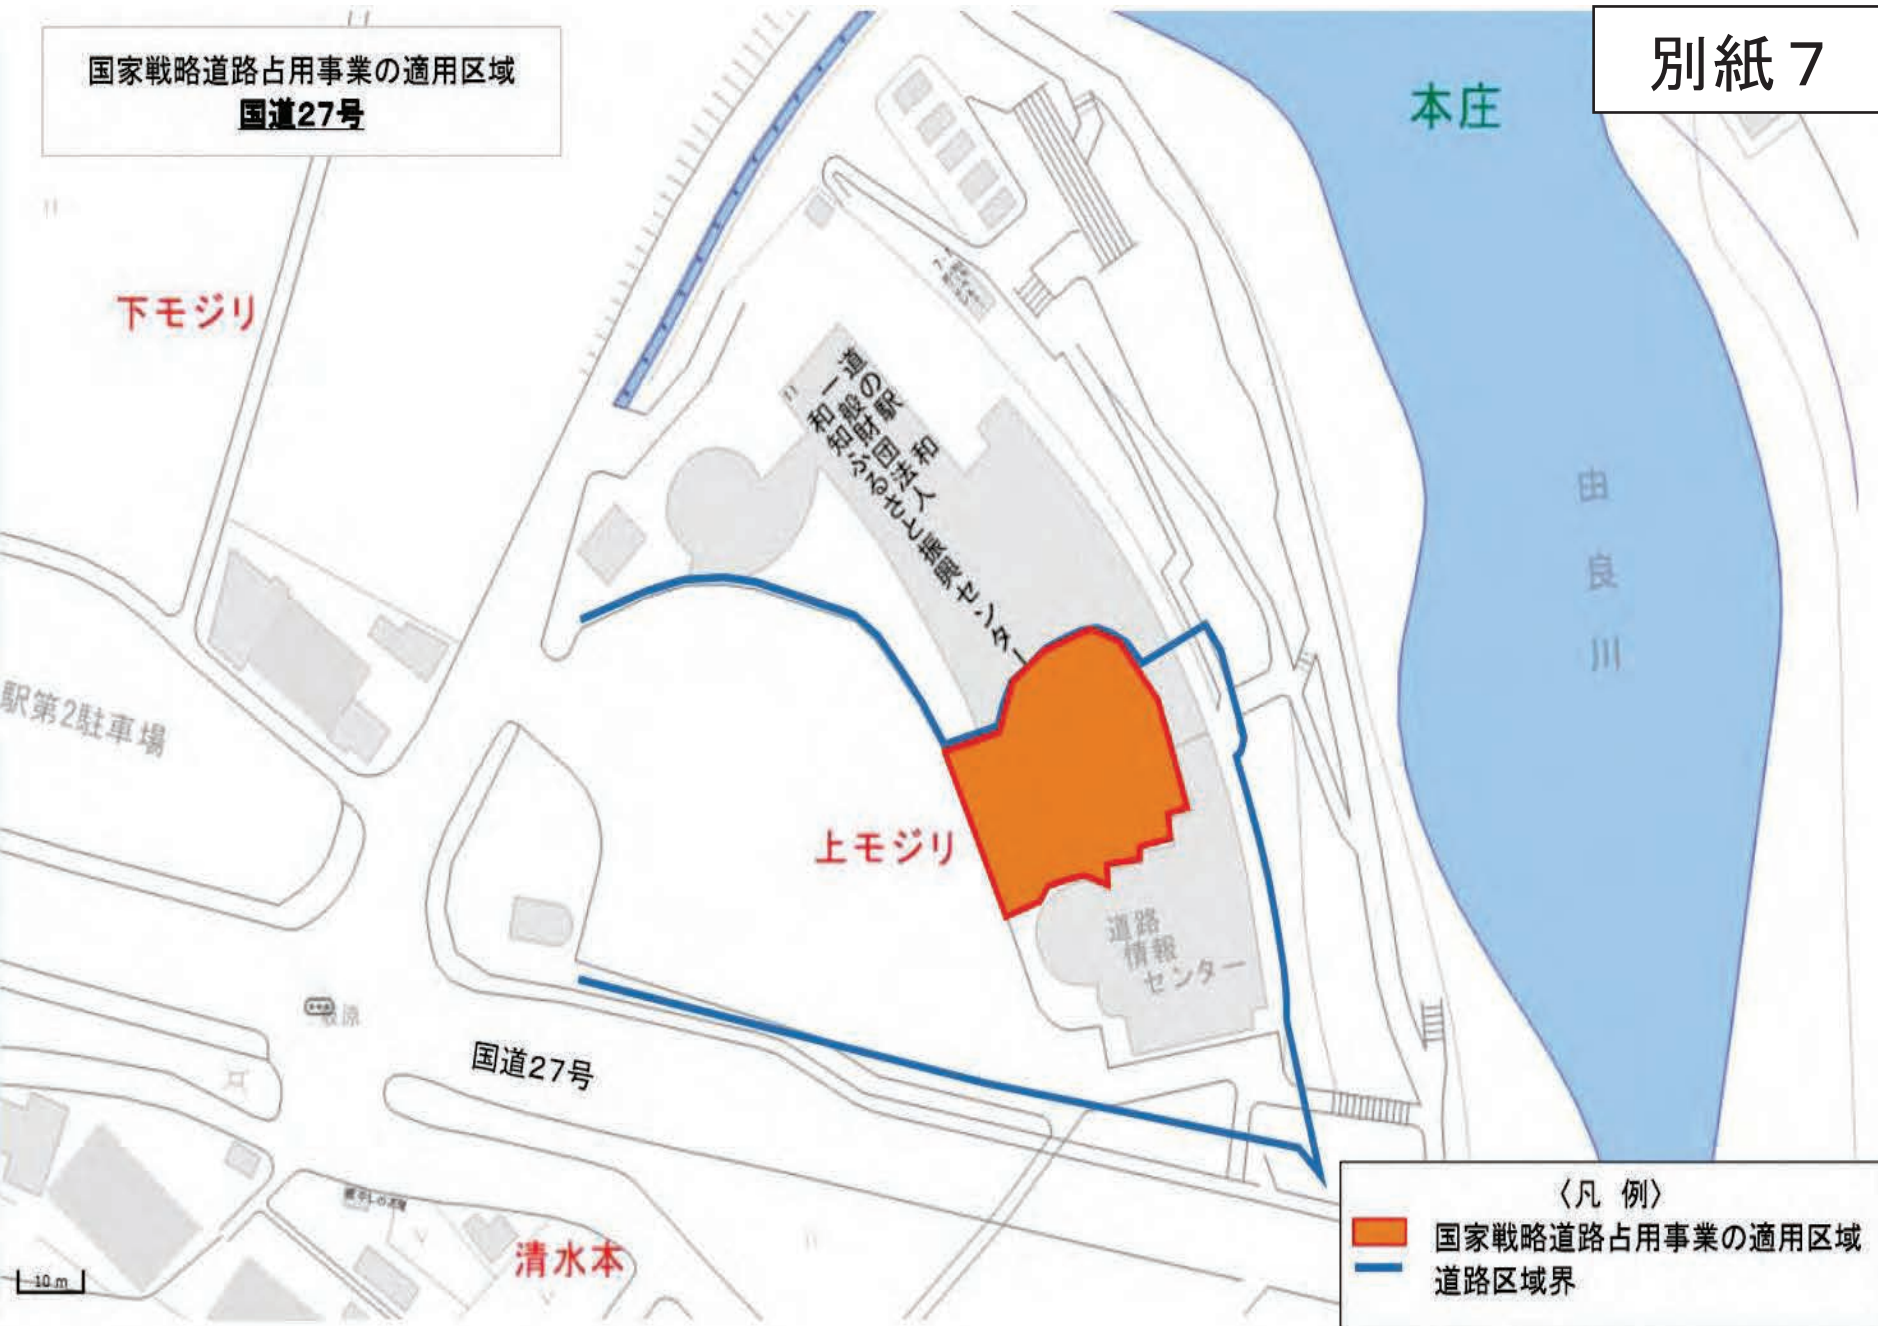 国家戦略道路占用事業の適用区域
国道27号
別紙7
本庄
下モジリ
道の駅 和
一般財団法人
和知ふるさと振興センター
由良川
駅第2駐車場
上モジリ
道路
情報
センター
国道27号
清水本
10 m
〈凡 例〉
国家戦略道路占用事業の適用区域
道路区域界